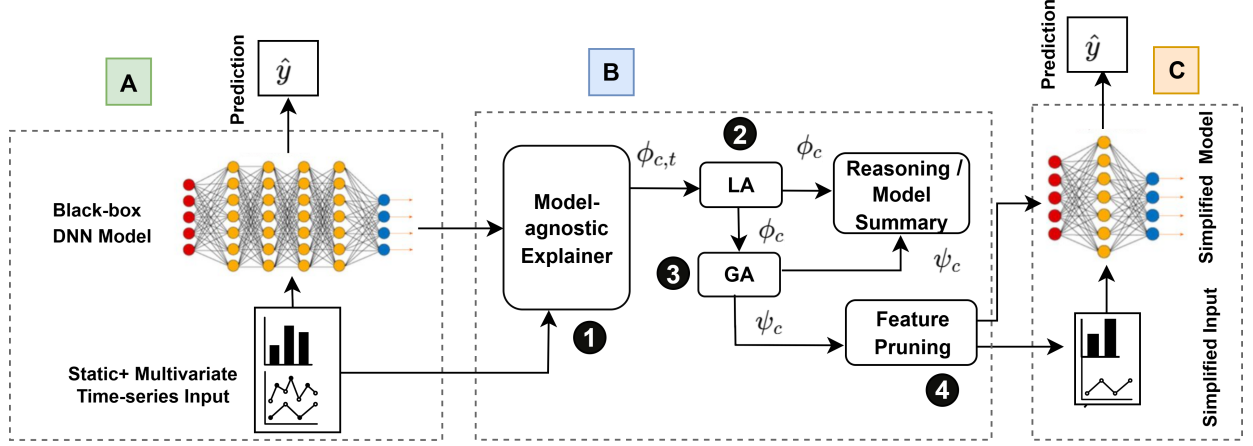 A
Prediction
ŷ
Black-box
DNN Model
Static+ Multivariate
Time-series Input
B
1
Model-
agnostic
Explainer
ϕc,t
2
LA
ϕc
Reasoning /
Model
Summary
ϕc
3
GA
ψc
ψc
Feature
Pruning
4
C
Prediction
ŷ
Simplified Model
Simplified Input